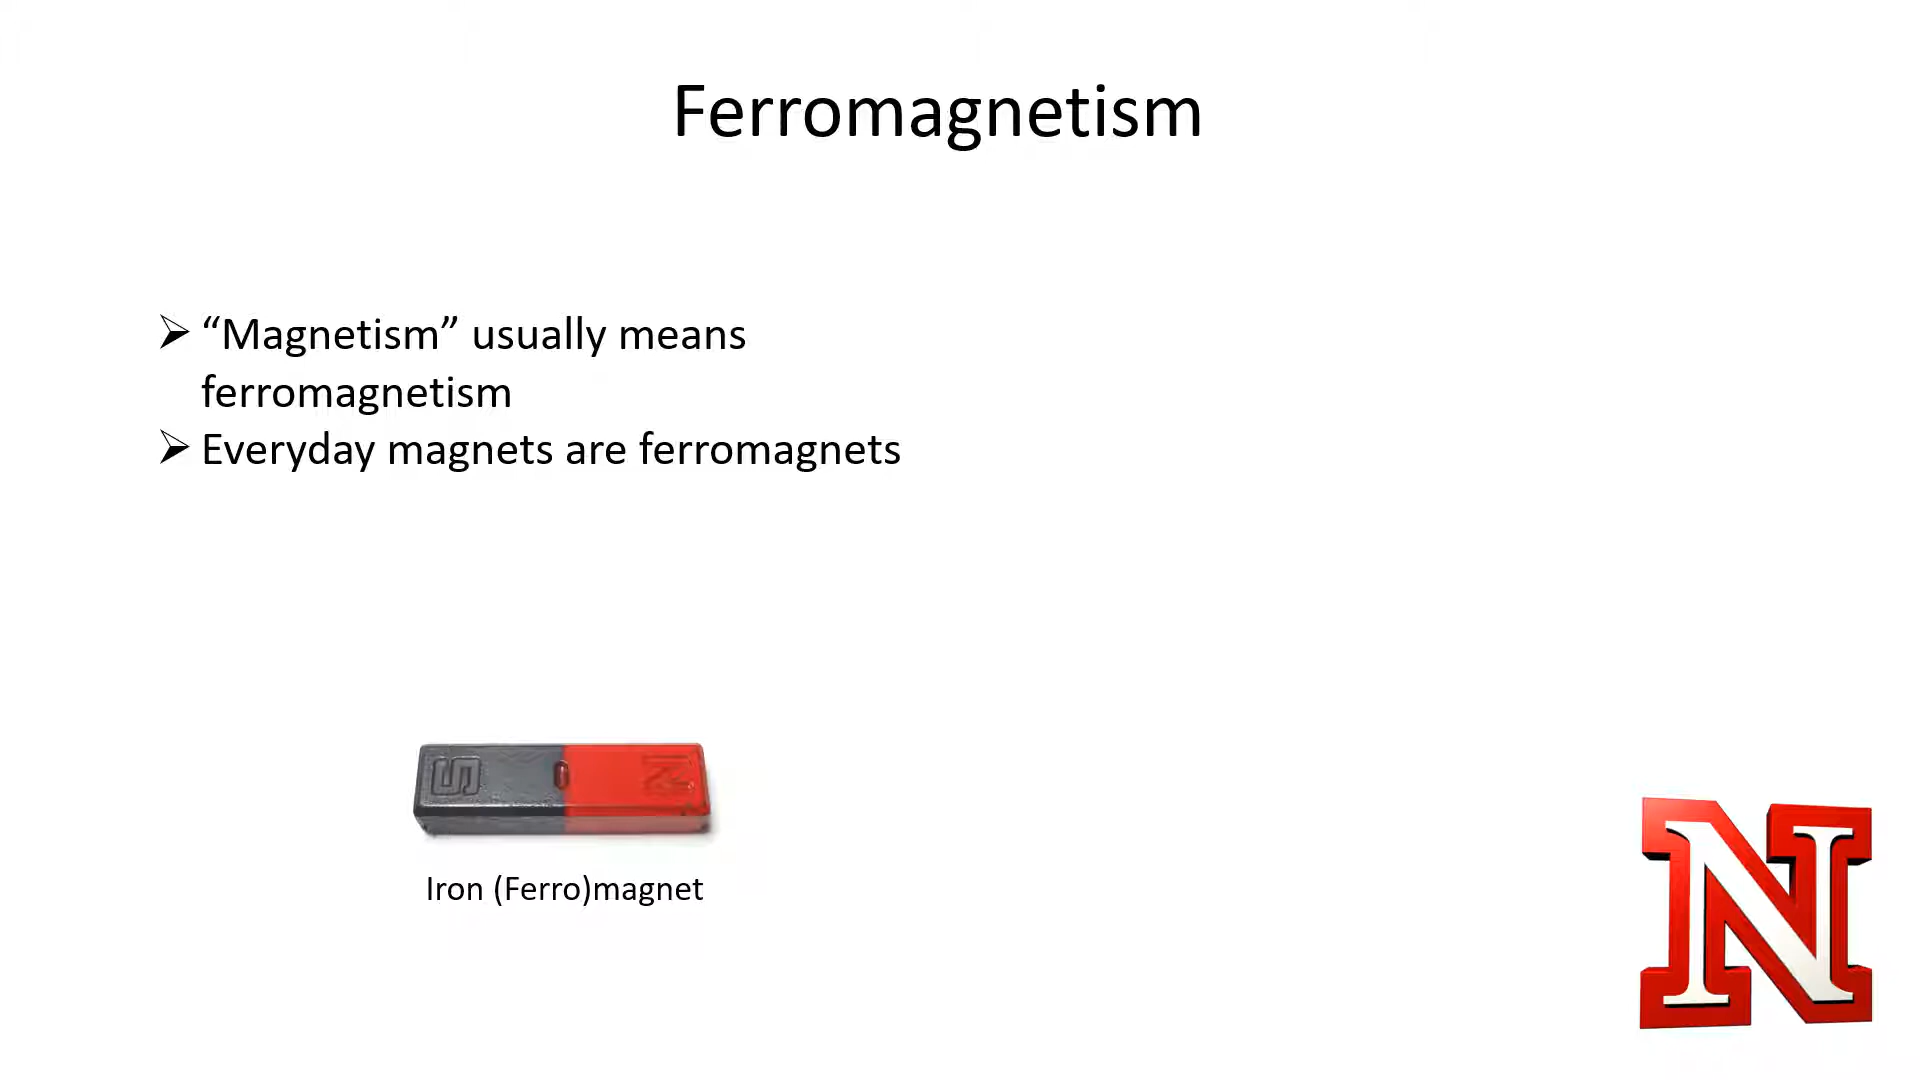 Ferromagnetism
➢ “Magnetism” usually means
ferromagnetism
➢ Everyday magnets are ferromagnets
S N
Iron (Ferro)magnet
N